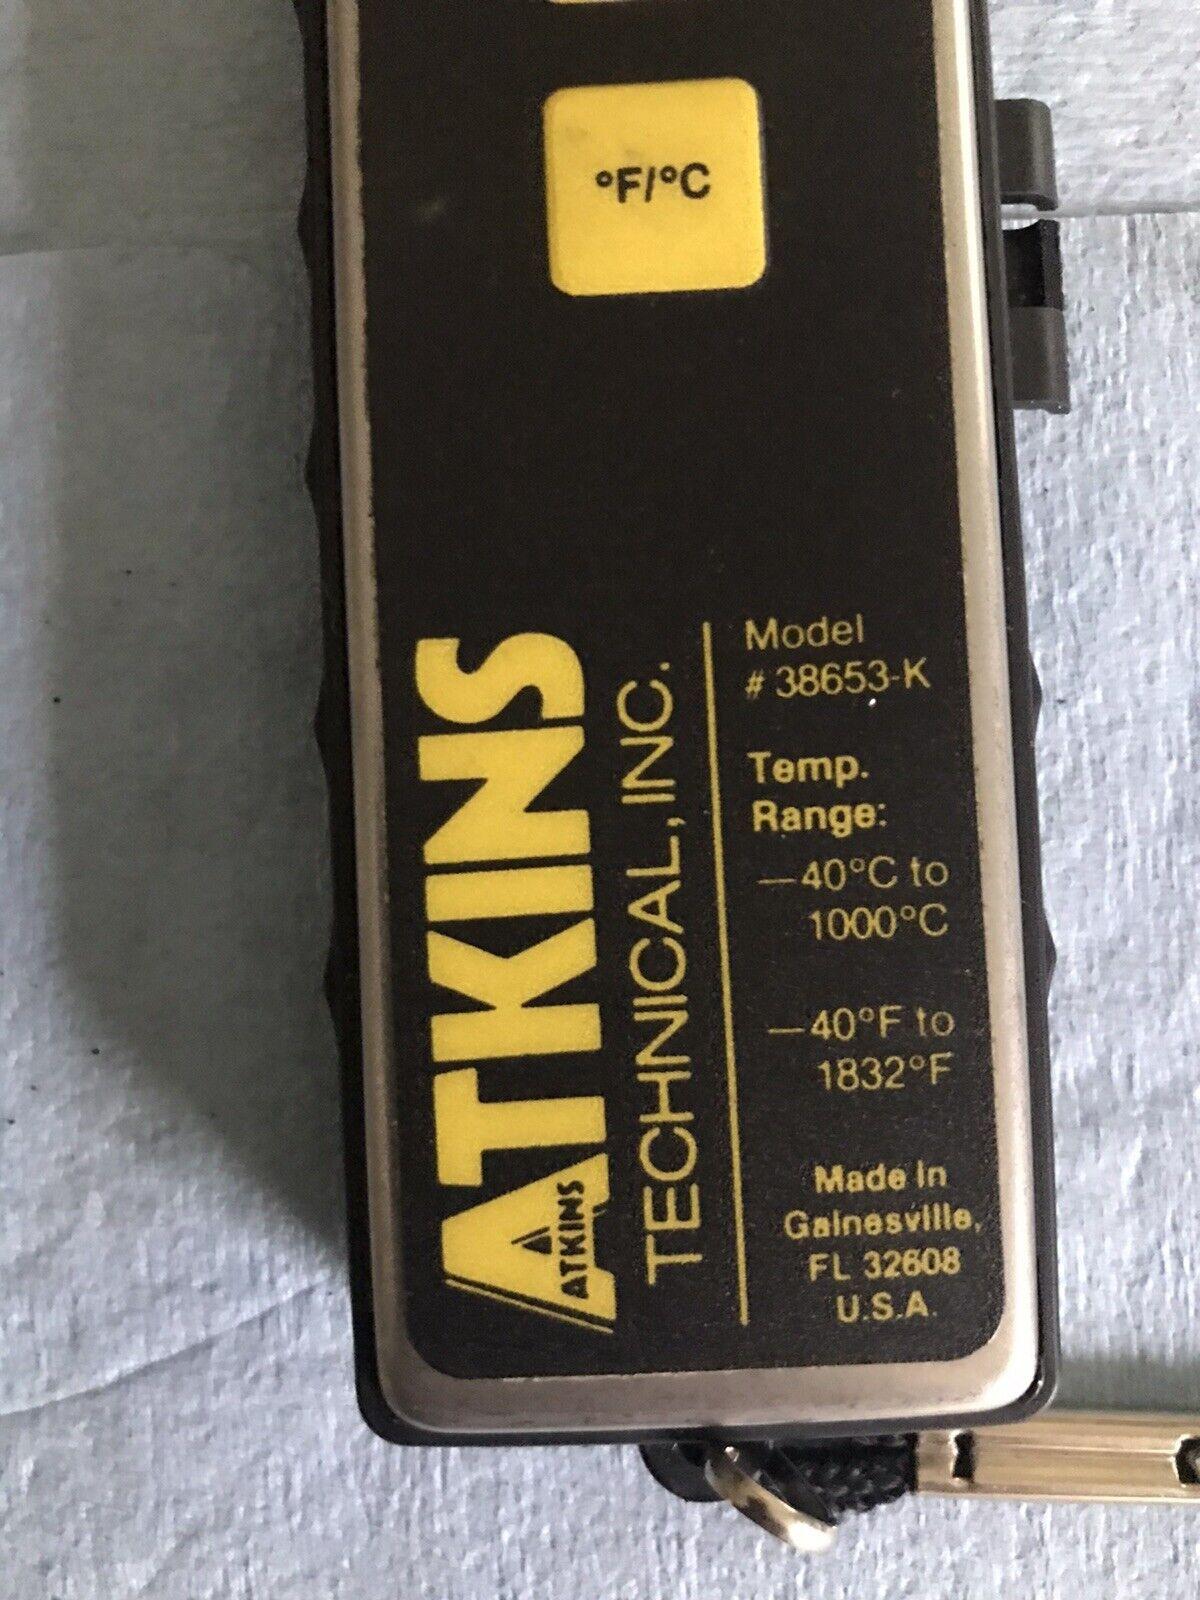 °F/°C
ATKINS
ATKINS
TECHNICAL, INC.
Model
# 38653-K
Temp.
Range:
—40°C to
1000°C
—40°F to
1832°F
Made in
Gainesville,
FL 32608
U.S.A.